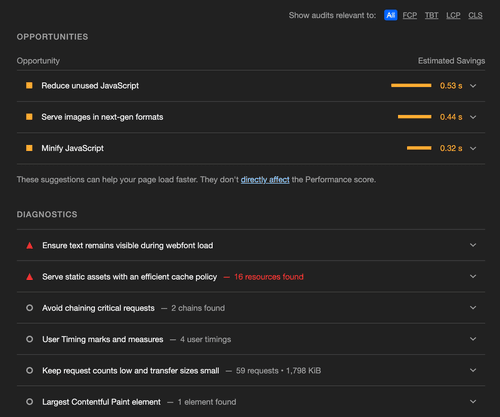 Show audits relevant to: All FCP TBT LCP CLS
OPPORTUNITIES
Opportunity Estimated Savings
Reduce unused JavaScript 0.53 s
Serve images in next-gen formats 0.44 s
Minify JavaScript 0.32 s
These suggestions can help your page load faster. They don't directly affect the Performance score.
DIAGNOSTICS
Ensure text remains visible during webfont load
Serve static assets with an efficient cache policy — 16 resources found
Avoid chaining critical requests — 2 chains found
User Timing marks and measures — 4 user timings
Keep request counts low and transfer sizes small — 59 requests • 1,798 KiB
Largest Contentful Paint element — 1 element found